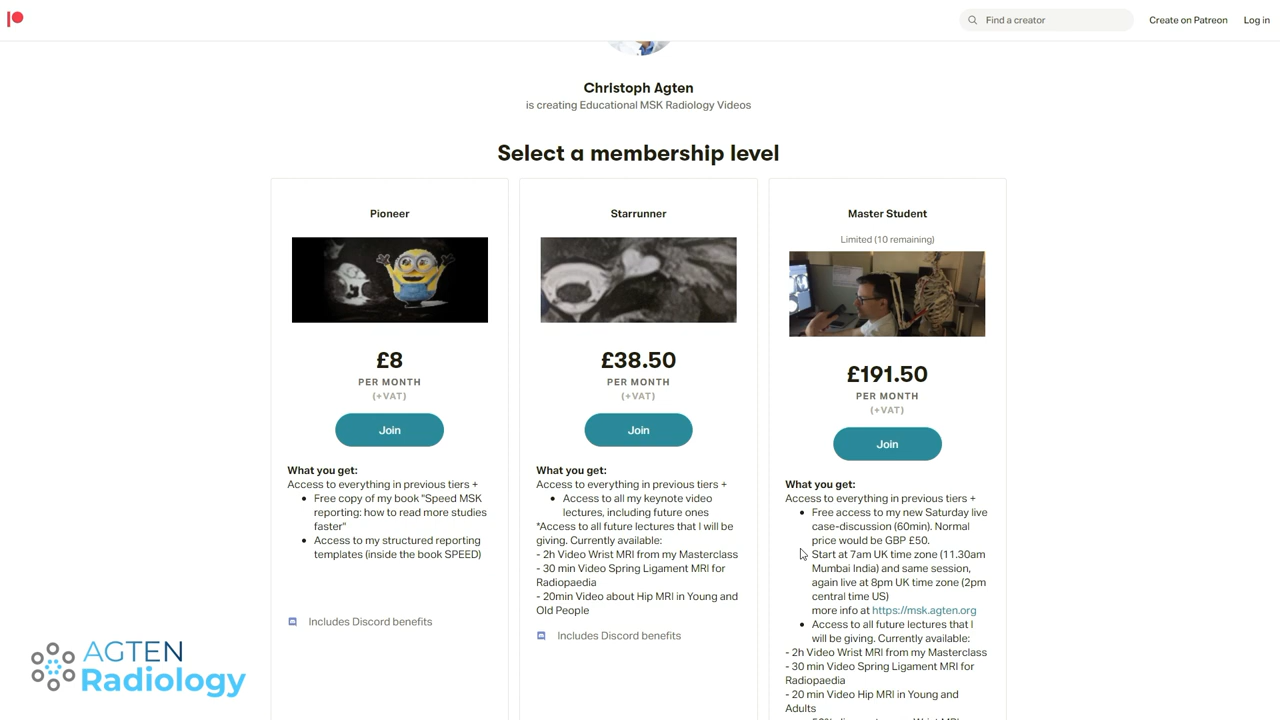 Find a creator
Create on Patreon
Log in
Christoph Agten
is creating Educational MSK Radiology Videos
Select a membership level
Pioneer
£8
PER MONTH
(+VAT)
Join
What you get:
Access to everything in previous tiers +
• Free copy of my book "Speed MSK
reporting: how to read more studies
faster"
• Access to my structured reporting
templates (inside the book SPEED)
Includes Discord benefits
Starrunner
£38.50
PER MONTH
(+VAT)
Join
What you get:
Access to everything in previous tiers +
• Access to all my keynote video
lectures, including future ones
*Access to all future lectures that I will be
giving. Currently available:
- 2h Video Wrist MRI from my Masterclass
- 30 min Video Spring Ligament MRI for
Radiopaedia
- 20min Video about Hip MRI in Young and
Old People
Includes Discord benefits
Master Student
Limited (10 remaining)
£191.50
PER MONTH
(+VAT)
Join
What you get:
Access to everything in previous tiers +
• Free access to my new Saturday live
case-discussion (60min). Normal
price would be GBP £50.
Start at 7am UK time zone (11.30am
Mumbai India) and same session,
again live at 8pm UK time zone (2pm
central time US)
more info at https://msk.agten.org
• Access to all future lectures that I
will be giving. Currently available:
- 2h Video Wrist MRI from my Masterclass
- 30 min Video Spring Ligament MRI for
Radiopaedia
- 20 min Video Hip MRI in Young and
Adults
AGTEN
Radiology